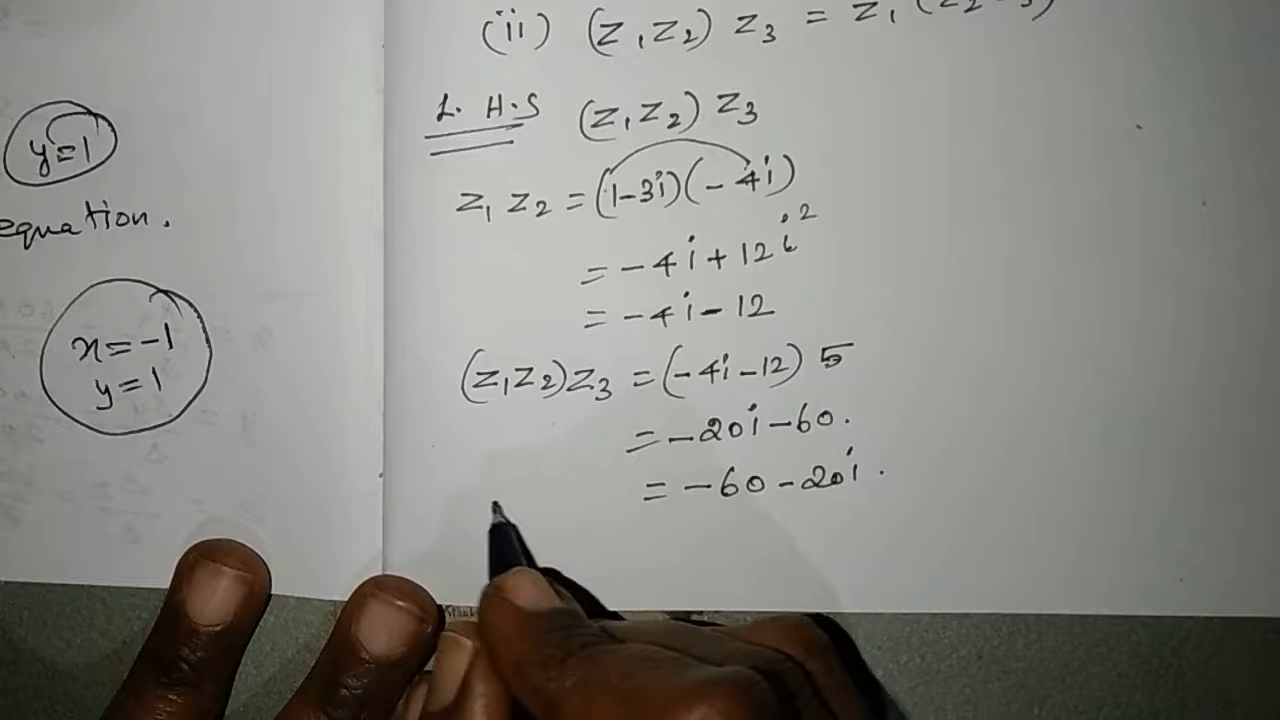 y=1
equation.
x=-1
y=1
(ii) (z₁z₂) z₃ = z₁ (z₂
L.H.S (z₁z₂) z₃
z₁ z₂ = (1-3i)(-4i)
= -4i+12i²
= -4i-12
(z₁z₂)z₃ = (-4i-12) 5
= -20i-60.
= -60-20i.